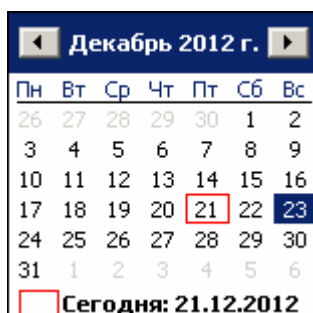 Декабрь 2012 г.
Пн Вт Ср Чт Пт Сб Вс
26 27 28 29 30 1 2
3 4 5 6 7 8 9
10 11 12 13 14 15 16
17 18 19 20 21 22 23
24 25 26 27 28 29 30
31 1 2 3 4 5 6
Сегодня: 21.12.2012